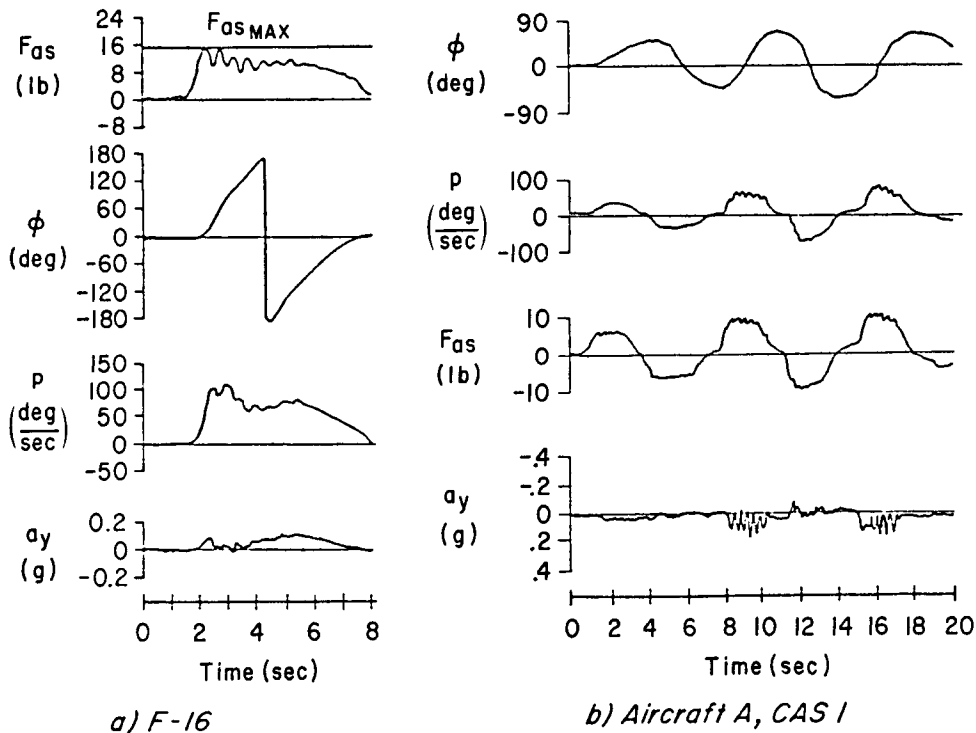 24
16
8
0
-8
Fas
(lb)
FasMAX
180
120
60
0
-60
-120
-180
ϕ
(deg)
150
100
50
0
-50
P
(deg/sec)
0.2
0
-0.2
ay
(g)
0 2 4 6 8
Time (sec)
a) F-16
90
0
-90
ϕ
(deg)
100
0
-100
P
(deg/sec)
10
0
-10
Fas
(lb)
-.4
-.2
0
.2
.4
ay
(g)
0 2 4 6 8 10 12 14 16 18 20
Time (sec)
b) Aircraft A, CAS I